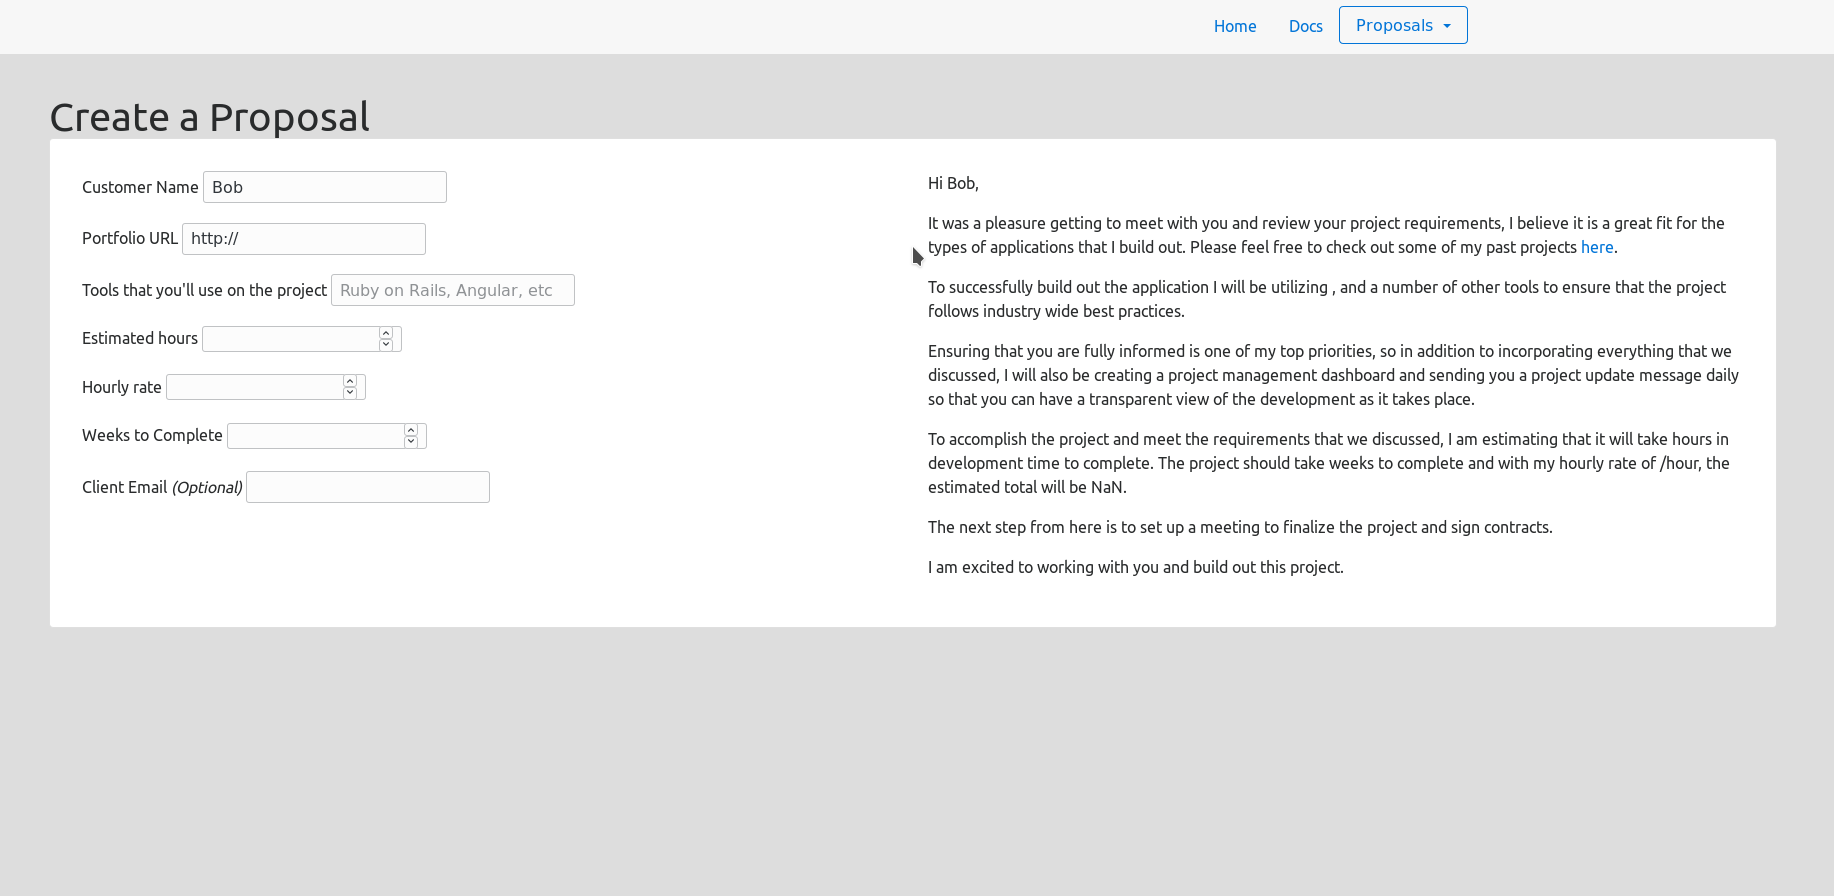 Home Docs Proposals
Create a Proposal
Customer Name Bob
Portfolio URL http://
Tools that you'll use on the project Ruby on Rails, Angular, etc
Estimated hours
Hourly rate
Weeks to Complete
Client Email (Optional)
Hi Bob,
It was a pleasure getting to meet with you and review your project requirements, I believe it is a great fit for the
types of applications that I build out. Please feel free to check out some of my past projects here.
To successfully build out the application I will be utilizing , and a number of other tools to ensure that the project
follows industry wide best practices.
Ensuring that you are fully informed is one of my top priorities, so in addition to incorporating everything that we
discussed, I will also be creating a project management dashboard and sending you a project update message daily
so that you can have a transparent view of the development as it takes place.
To accomplish the project and meet the requirements that we discussed, I am estimating that it will take hours in
development time to complete. The project should take weeks to complete and with my hourly rate of /hour, the
estimated total will be NaN.
The next step from here is to set up a meeting to finalize the project and sign contracts.
I am excited to working with you and build out this project.